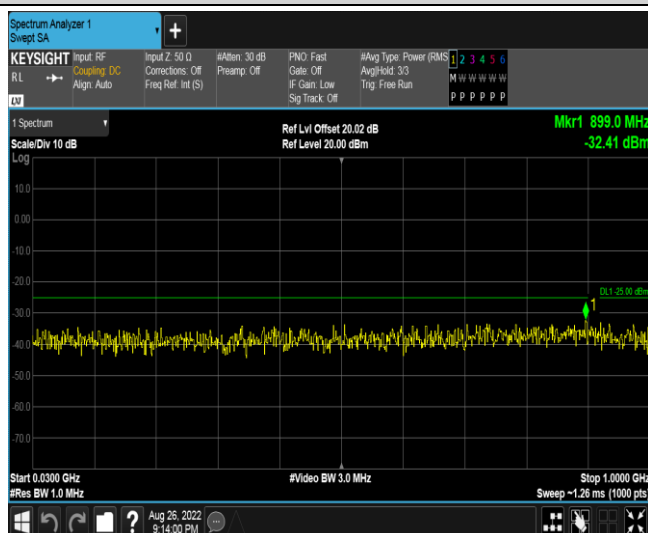 Spectrum Analyzer 1
Swept SA
+
KEYSIGHT Input: RF Input Z: 50 Ω #Atten: 30 dB PNO: Fast #Avg Type: Power (RMS 1 2 3 4 5 6
RL Coupling: DC Corrections: Off Preamp: Off Gate: Off Avg|Hold: 3/3 M W W W W W
Align: Auto Freq Ref: Int (S) IF Gain: Low Trig: Free Run
LXI Sig Track: Off P P P P P P
1 Spectrum Ref Lvl Offset 20.02 dB Mkr1 899.0 MHz
Scale/Div 10 dB Ref Level 20.00 dBm -32.41 dBm
Log
10.0
0.00
-10.0
-20.0
DL1 -25.00 dBm
1
-30.0
-40.0
-50.0
-60.0
-70.0
Start 0.0300 GHz #Video BW 3.0 MHz Stop 1.0000 GHz
#Res BW 1.0 MHz Sweep ~1.26 ms (1000 pts)
? Aug 26, 2022
9:14:00 PM